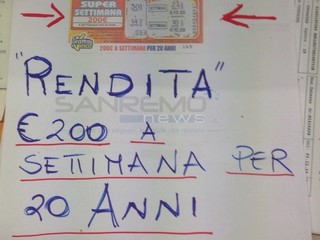 SUPER
SETTIMANA
200€
200€ A SETTIMANA PER 20 ANNI
"RENDITA"
SANREMO
news
€200 A
SETTIMANA PER
20 ANNI